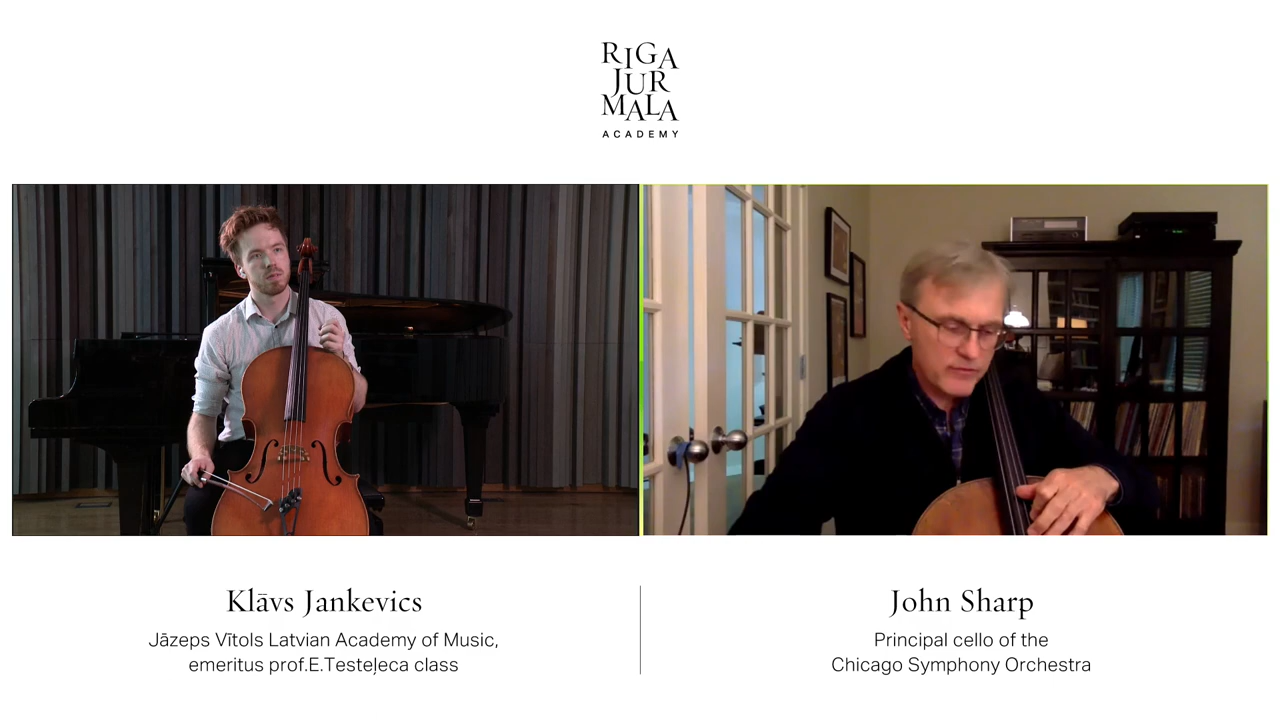 RIGA
JUR
MALA
ACADEMY
Klāvs Jankevics
Jāzeps Vītols Latvian Academy of Music,
emeritus prof.E.Testeļeca class
John Sharp
Principal cello of the
Chicago Symphony Orchestra